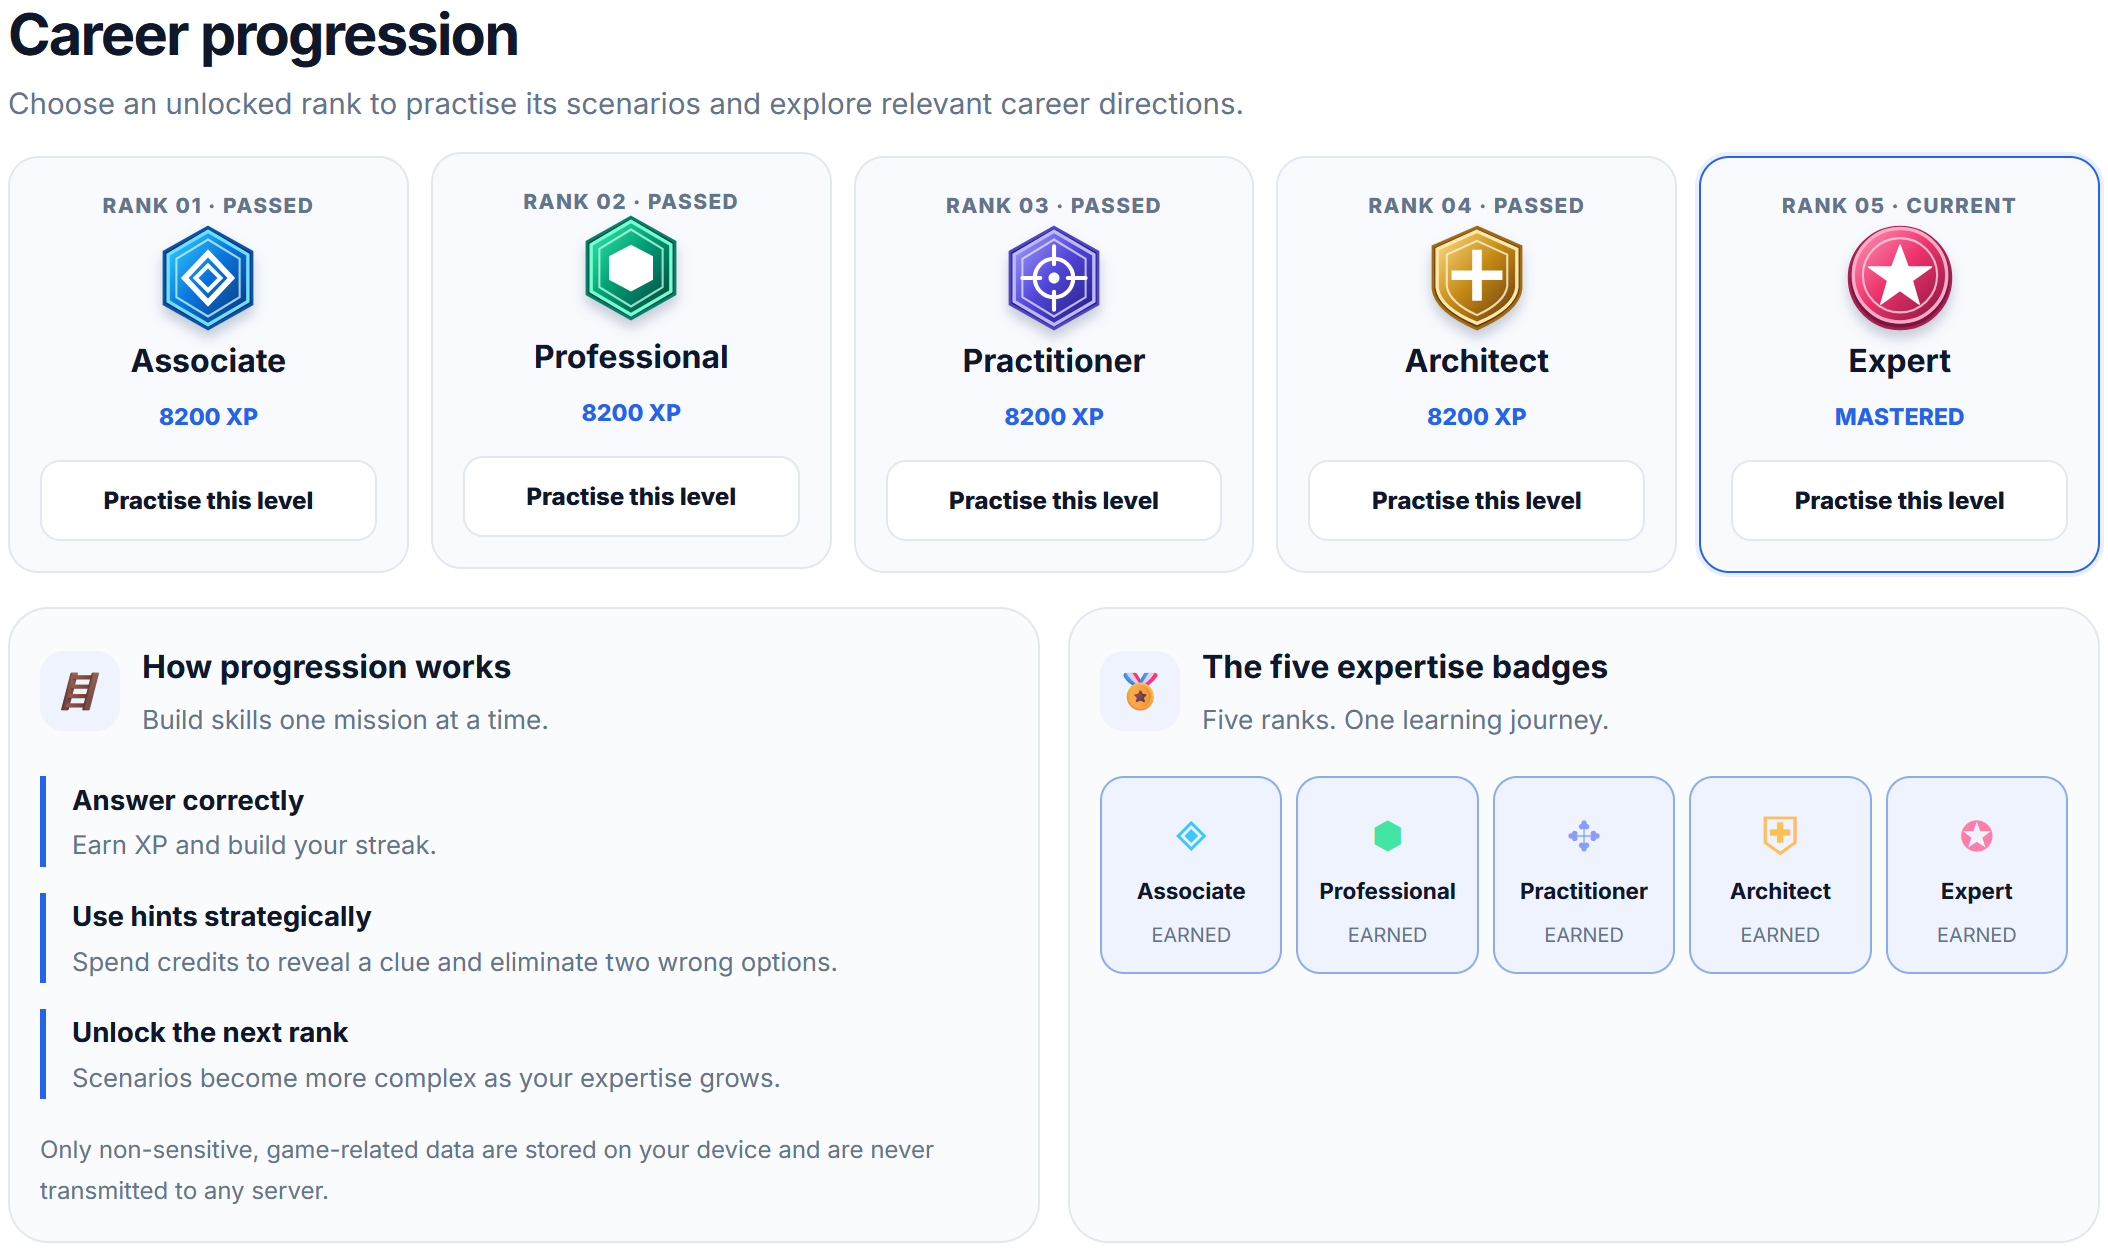 Career progression
Choose an unlocked rank to practise its scenarios and explore relevant career directions.
RANK 01 · PASSED
Associate
8200 XP
Practise this level
RANK 02 · PASSED
Professional
8200 XP
Practise this level
RANK 03 · PASSED
Practitioner
8200 XP
Practise this level
RANK 04 · PASSED
Architect
8200 XP
Practise this level
RANK 05 · CURRENT
Expert
MASTERED
Practise this level
How progression works
Build skills one mission at a time.
Answer correctly
Earn XP and build your streak.
Use hints strategically
Spend credits to reveal a clue and eliminate two wrong options.
Unlock the next rank
Scenarios become more complex as your expertise grows.
Only non-sensitive, game-related data are stored on your device and are never
transmitted to any server.
The five expertise badges
Five ranks. One learning journey.
Associate
EARNED
Professional
EARNED
Practitioner
EARNED
Architect
EARNED
Expert
EARNED